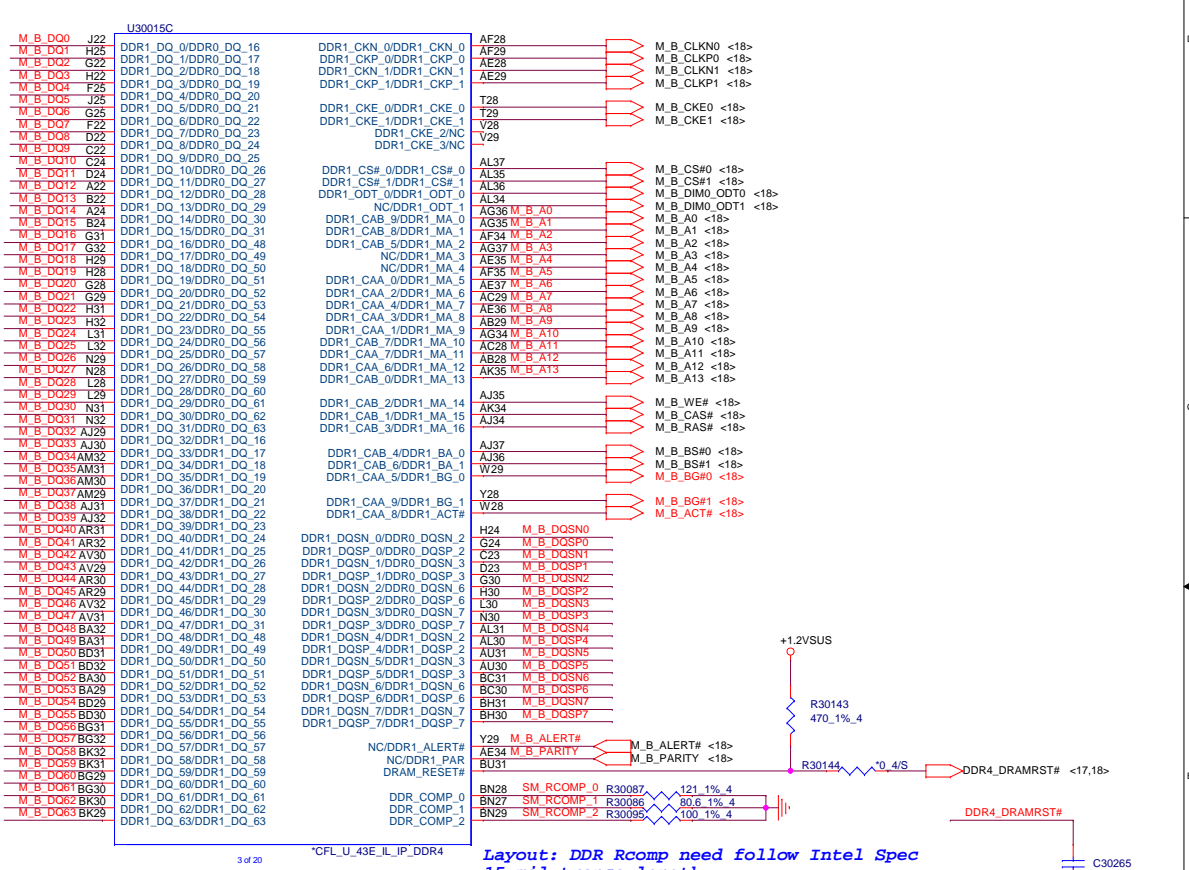 U30015C
M_B_DQ0 J22 DDR1_DQ_0/DDR0_DQ_16 DDR1_CKN_0/DDR1_CKN_0 AF28 M_B_CLKN0 <18>
M_B_DQ1 H25 DDR1_DQ_1/DDR0_DQ_17 DDR1_CKP_0/DDR1_CKP_0 AF29 M_B_CLKP0 <18>
M_B_DQ2 G22 DDR1_DQ_2/DDR0_DQ_18 DDR1_CKN_1/DDR1_CKN_1 AE28 M_B_CLKN1 <18>
M_B_DQ3 H22 DDR1_DQ_3/DDR0_DQ_19 DDR1_CKP_1/DDR1_CKP_1 AE29 M_B_CLKP1 <18>
M_B_DQ4 F25 DDR1_DQ_4/DDR0_DQ_20
M_B_DQ5 J25 DDR1_DQ_5/DDR0_DQ_21 DDR1_CKE_0/DDR1_CKE_0 T28 M_B_CKE0 <18>
M_B_DQ6 G25 DDR1_DQ_6/DDR0_DQ_22 DDR1_CKE_1/DDR1_CKE_1 T29 M_B_CKE1 <18>
M_B_DQ7 F22 DDR1_DQ_7/DDR0_DQ_23 DDR1_CKE_2/NC V28
M_B_DQ8 D22 DDR1_DQ_8/DDR0_DQ_24 DDR1_CKE_3/NC V29
M_B_DQ9 C22 DDR1_DQ_9/DDR0_DQ_25
M_B_DQ10 C24 DDR1_DQ_10/DDR0_DQ_26 DDR1_CS#_0/DDR1_CS#_0 AL37 M_B_CS#0 <18>
M_B_DQ11 D24 DDR1_DQ_11/DDR0_DQ_27 DDR1_CS#_1/DDR1_CS#_1 AL35 M_B_CS#1 <18>
M_B_DQ12 A22 DDR1_DQ_12/DDR0_DQ_28 DDR1_ODT_0/DDR1_ODT_0 AL36 M_B_DIM0_ODT0 <18>
M_B_DQ13 B22 DDR1_DQ_13/DDR0_DQ_29 NC/DDR1_ODT_1 AL34 M_B_DIM0_ODT1 <18>
M_B_DQ14 A24 DDR1_DQ_14/DDR0_DQ_30 DDR1_CAB_9/DDR1_MA_0 AG36 M_B_A0 M_B_A0 <18>
M_B_DQ15 B24 DDR1_DQ_15/DDR0_DQ_31 DDR1_CAB_8/DDR1_MA_1 AG35 M_B_A1 M_B_A1 <18>
M_B_DQ16 G31 DDR1_DQ_16/DDR0_DQ_48 DDR1_CAB_5/DDR1_MA_2 AF34 M_B_A2 M_B_A2 <18>
M_B_DQ17 G32 DDR1_DQ_17/DDR0_DQ_49 NC/DDR1_MA_3 AG37 M_B_A3 M_B_A3 <18>
M_B_DQ18 H29 DDR1_DQ_18/DDR0_DQ_50 NC/DDR1_MA_4 AE35 M_B_A4 M_B_A4 <18>
M_B_DQ19 H28 DDR1_DQ_19/DDR0_DQ_51 DDR1_CAA_0/DDR1_MA_5 AF35 M_B_A5 M_B_A5 <18>
M_B_DQ20 G28 DDR1_DQ_20/DDR0_DQ_52 DDR1_CAA_2/DDR1_MA_6 AE37 M_B_A6 M_B_A6 <18>
M_B_DQ21 G29 DDR1_DQ_21/DDR0_DQ_53 DDR1_CAA_4/DDR1_MA_7 AC29 M_B_A7 M_B_A7 <18>
M_B_DQ22 H31 DDR1_DQ_22/DDR0_DQ_54 DDR1_CAA_3/DDR1_MA_8 AE36 M_B_A8 M_B_A8 <18>
M_B_DQ23 H32 DDR1_DQ_23/DDR0_DQ_55 DDR1_CAA_1/DDR1_MA_9 AB29 M_B_A9 M_B_A9 <18>
M_B_DQ24 L31 DDR1_DQ_24/DDR0_DQ_56 DDR1_CAB_7/DDR1_MA_10 AG34 M_B_A10 M_B_A10 <18>
M_B_DQ25 L32 DDR1_DQ_25/DDR0_DQ_57 DDR1_CAA_7/DDR1_MA_11 AC28 M_B_A11 M_B_A11 <18>
M_B_DQ26 N29 DDR1_DQ_26/DDR0_DQ_58 DDR1_CAA_6/DDR1_MA_12 AB28 M_B_A12 M_B_A12 <18>
M_B_DQ27 N28 DDR1_DQ_27/DDR0_DQ_59 DDR1_CAB_0/DDR1_MA_13 AK35 M_B_A13 M_B_A13 <18>
M_B_DQ28 L28 DDR1_DQ_28/DDR0_DQ_60
M_B_DQ29 L29 DDR1_DQ_29/DDR0_DQ_61 DDR1_CAB_2/DDR1_MA_14 AJ35 M_B_WE# <18>
M_B_DQ30 N31 DDR1_DQ_30/DDR0_DQ_62 DDR1_CAB_1/DDR1_MA_15 AK34 M_B_CAS# <18>
M_B_DQ31 N32 DDR1_DQ_31/DDR0_DQ_63 DDR1_CAB_3/DDR1_MA_16 AJ34 M_B_RAS# <18>
M_B_DQ32 AJ29 DDR1_DQ_32/DDR1_DQ_16
M_B_DQ33 AJ30 DDR1_DQ_33/DDR1_DQ_17 DDR1_CAB_4/DDR1_BA_0 AJ37 M_B_BS#0 <18>
M_B_DQ34 AM32 DDR1_DQ_34/DDR1_DQ_18 DDR1_CAB_6/DDR1_BA_1 AJ36 M_B_BS#1 <18>
M_B_DQ35 AM31 DDR1_DQ_35/DDR1_DQ_19 DDR1_CAA_5/DDR1_BG_0 W29 M_B_BG#0 <18>
M_B_DQ36 AM30 DDR1_DQ_36/DDR1_DQ_20
M_B_DQ37 AM29 DDR1_DQ_37/DDR1_DQ_21 DDR1_CAA_9/DDR1_BG_1 Y28 M_B_BG#1 <18>
M_B_DQ38 AJ31 DDR1_DQ_38/DDR1_DQ_22 DDR1_CAA_8/DDR1_ACT# W28 M_B_ACT# <18>
M_B_DQ39 AJ32 DDR1_DQ_39/DDR1_DQ_23
M_B_DQ40 AR31 DDR1_DQ_40/DDR1_DQ_24 DDR1_DQSN_0/DDR0_DQSN_2 H24 M_B_DQSN0
M_B_DQ41 AR32 DDR1_DQ_41/DDR1_DQ_25 DDR1_DQSP_0/DDR0_DQSP_2 G24 M_B_DQSP0
M_B_DQ42 AV30 DDR1_DQ_42/DDR1_DQ_26 DDR1_DQSN_1/DDR0_DQSN_3 C23 M_B_DQSN1
M_B_DQ43 AV29 DDR1_DQ_43/DDR1_DQ_27 DDR1_DQSP_1/DDR0_DQSP_3 D23 M_B_DQSP1
M_B_DQ44 AR30 DDR1_DQ_44/DDR1_DQ_28 DDR1_DQSN_2/DDR0_DQSN_6 G30 M_B_DQSN2
M_B_DQ45 AR29 DDR1_DQ_45/DDR1_DQ_29 DDR1_DQSP_2/DDR0_DQSP_6 H30 M_B_DQSP2
M_B_DQ46 AV32 DDR1_DQ_46/DDR1_DQ_30 DDR1_DQSN_3/DDR0_DQSN_7 L30 M_B_DQSN3
M_B_DQ47 AV31 DDR1_DQ_47/DDR1_DQ_31 DDR1_DQSP_3/DDR0_DQSP_7 N30 M_B_DQSP3
M_B_DQ48 BA32 DDR1_DQ_48/DDR1_DQ_48 DDR1_DQSN_4/DDR1_DQSN_2 AL31 M_B_DQSN4
M_B_DQ49 BA31 DDR1_DQ_49/DDR1_DQ_49 DDR1_DQSP_4/DDR1_DQSP_2 AL30 M_B_DQSP4
M_B_DQ50 BD31 DDR1_DQ_50/DDR1_DQ_50 DDR1_DQSN_5/DDR1_DQSN_3 AU31 M_B_DQSN5
M_B_DQ51 BD32 DDR1_DQ_51/DDR1_DQ_51 DDR1_DQSP_5/DDR1_DQSP_3 AU30 M_B_DQSP5
M_B_DQ52 BA30 DDR1_DQ_52/DDR1_DQ_52 DDR1_DQSN_6/DDR1_DQSN_6 BC31 M_B_DQSN6
M_B_DQ53 BA29 DDR1_DQ_53/DDR1_DQ_53 DDR1_DQSP_6/DDR1_DQSP_6 BC30 M_B_DQSP6
M_B_DQ54 BD29 DDR1_DQ_54/DDR1_DQ_54 DDR1_DQSN_7/DDR1_DQSN_7 BH31 M_B_DQSN7
M_B_DQ55 BD30 DDR1_DQ_55/DDR1_DQ_55 DDR1_DQSP_7/DDR1_DQSP_7 BH30 M_B_DQSP7
M_B_DQ56 BG31 DDR1_DQ_56/DDR1_DQ_56
M_B_DQ57 BG32 DDR1_DQ_57/DDR1_DQ_57 NC/DDR1_ALERT# Y29 M_B_ALERT# M_B_ALERT# <18>
M_B_DQ58 BK32 DDR1_DQ_58/DDR1_DQ_58 NC/DDR1_PAR AE34 M_B_PARITY M_B_PARITY <18>
M_B_DQ59 BK31 DDR1_DQ_59/DDR1_DQ_59 DRAM_RESET# BU31
M_B_DQ60 BG29 DDR1_DQ_60/DDR1_DQ_60
M_B_DQ61 BG30 DDR1_DQ_61/DDR1_DQ_61 DDR_COMP_0 BN28 SM_RCOMP_0 R30087 121_1%_4
M_B_DQ62 BK30 DDR1_DQ_62/DDR1_DQ_62 DDR_COMP_1 BN27 SM_RCOMP_1 R30086 80.6_1%_4
M_B_DQ63 BK29 DDR1_DQ_63/DDR1_DQ_63 DDR_COMP_2 BN29 SM_RCOMP_2 R30095 100_1%_4
+1.2VSUS
R30143
470_1%_4
R30144 *0_4/S DDR4_DRAMRST# <17,18>
DDR4_DRAMRST#
C30265
*CFL_U_43E_IL_IP_DDR4
3 of 20
Layout: DDR Rcomp need follow Intel Spec